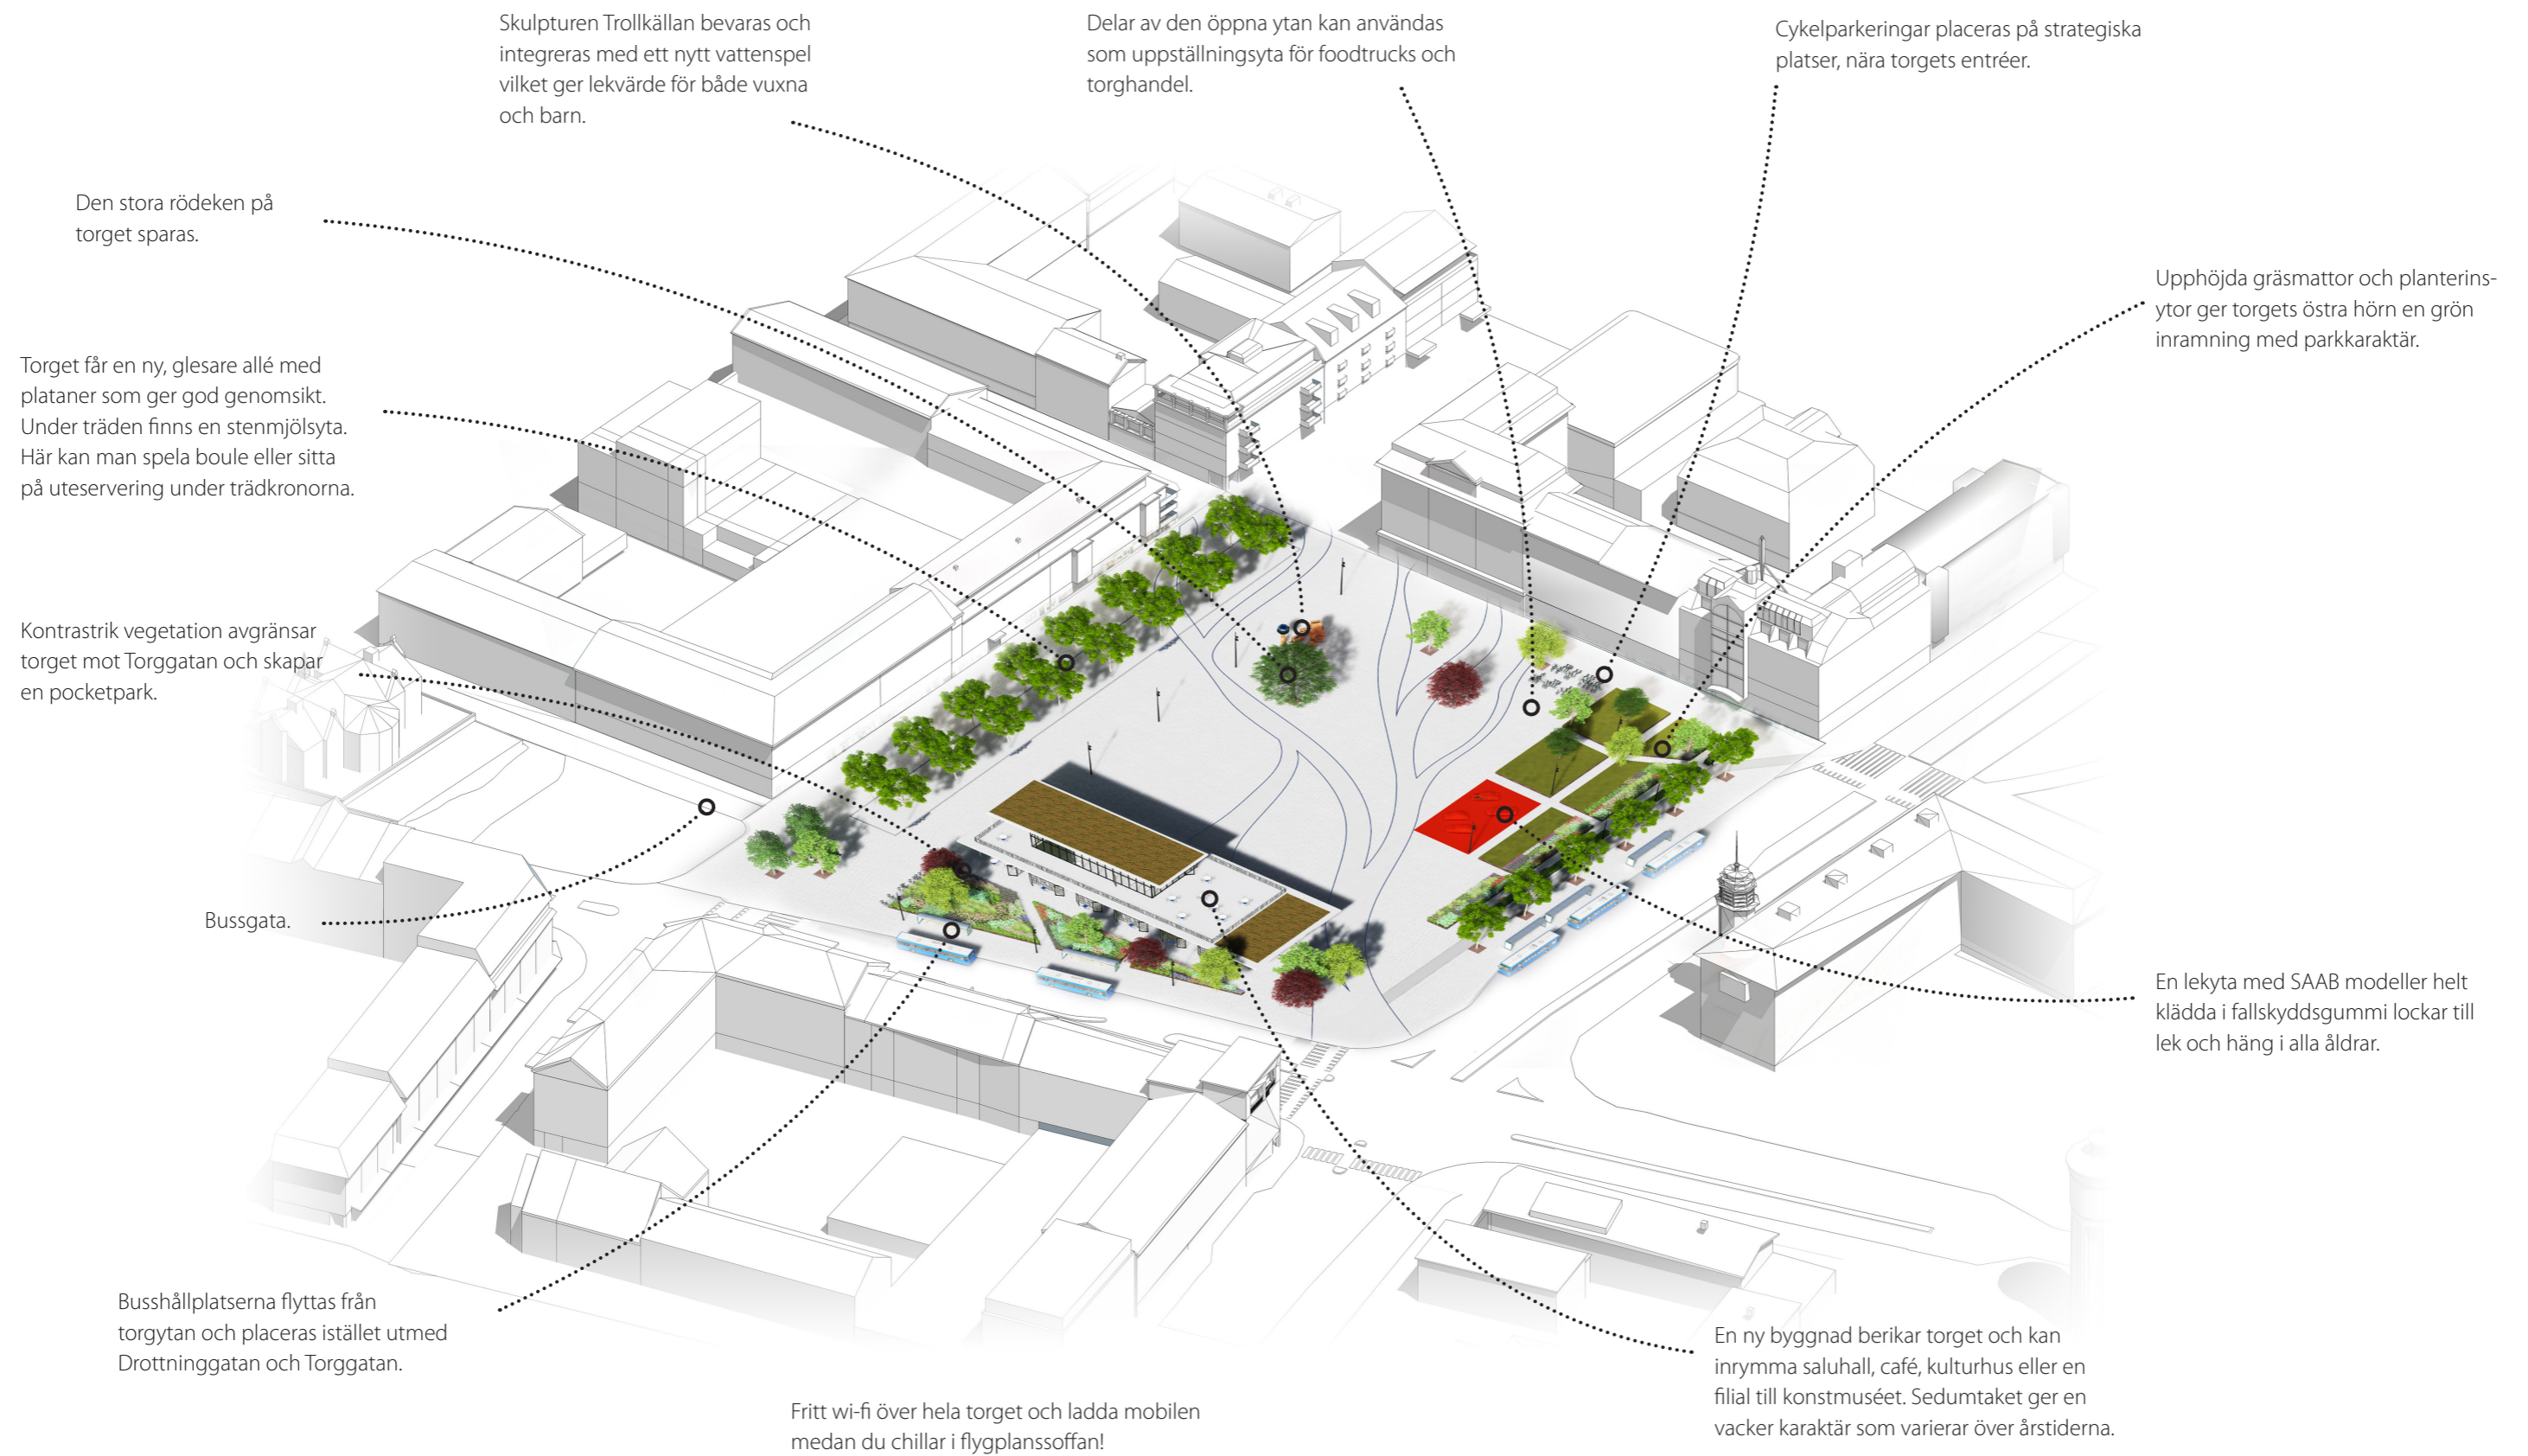 Skulpturen Trollkällan bevaras och
integreras med ett nytt vattenspel
vilket ger lekvärde för både vuxna
och barn.
Delar av den öppna ytan kan användas
som uppställningsyta för foodtrucks och
torghandel.
Cykelparkeringar placeras på strategiska
platser, nära torgets entréer.
Den stora rödeken på
torget sparas.
Upphöjda gräsmattor och planterins-
ytor ger torgets östra hörn en grön
inramning med parkkaraktär.
Torget får en ny, glesare allé med
plataner som ger god genomsikt.
Under träden finns en stenmjölsyta.
Här kan man spela boule eller sitta
på uteservering under trädkronorna.
Kontrastrik vegetation avgränsar
torget mot Torggatan och skapar
en pocketpark.
Bussgata.
En lekyta med SAAB modeller helt
klädda i fallskyddsgummi lockar till
lek och häng i alla åldrar.
Busshållplatserna flyttas från
torgytan och placeras istället utmed
Drottninggatan och Torggatan.
En ny byggnad berikar torget och kan
inrymma saluhall, café, kulturhus eller en
filial till konstmuséet. Sedumtaket ger en
vacker karaktär som varierar över årstiderna.
Fritt wi-fi över hela torget och ladda mobilen
medan du chillar i flygplanssoffan!